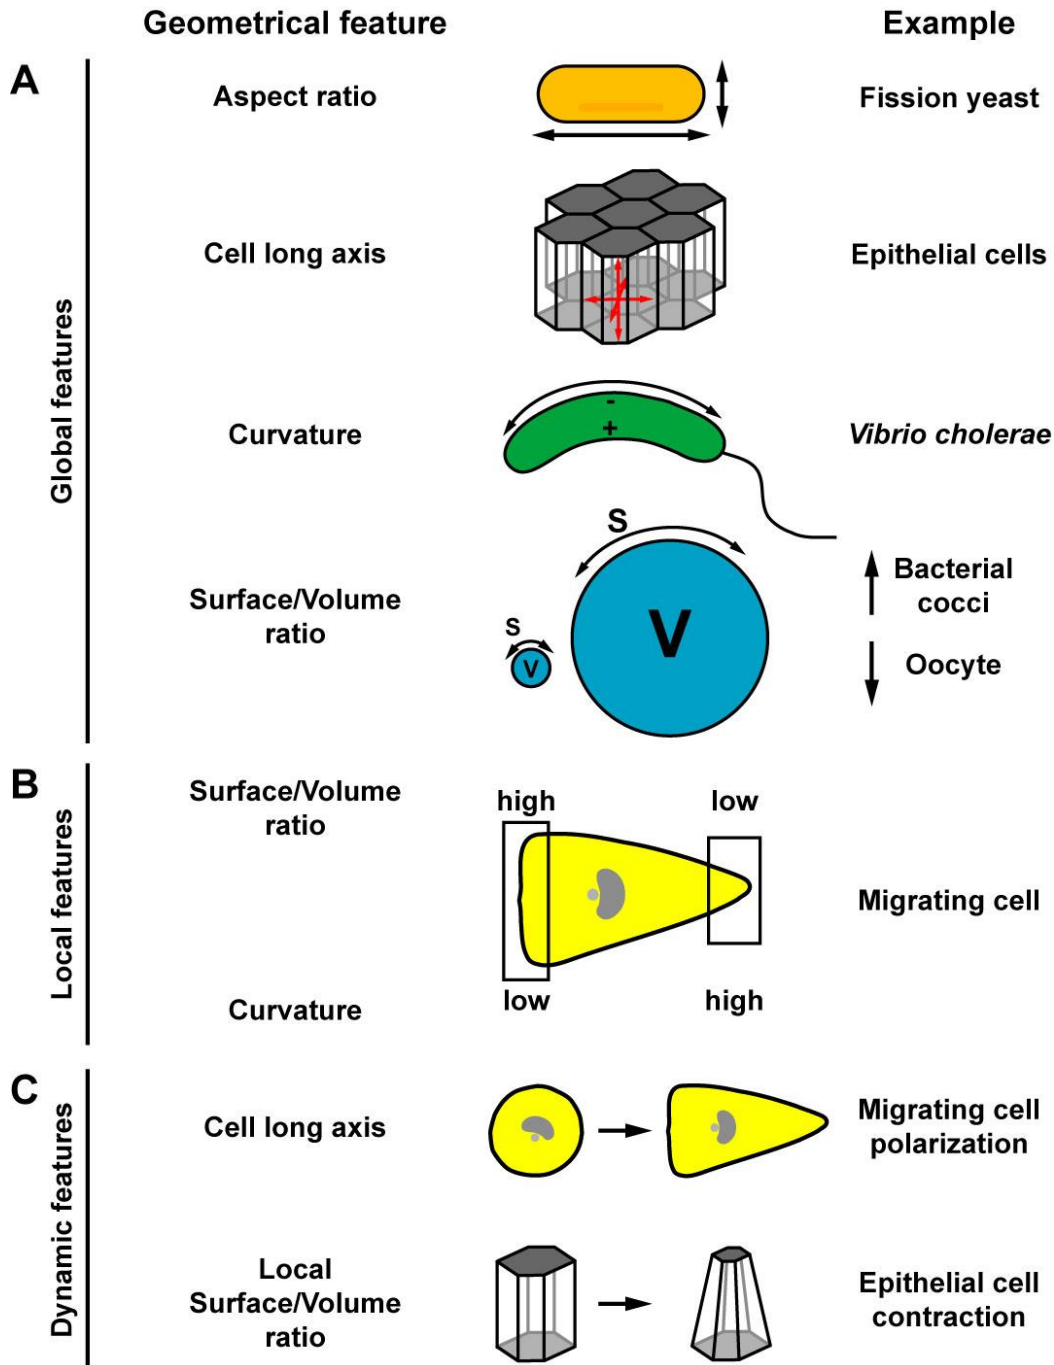 Geometrical feature
Example
A
Global features
Aspect ratio
Fission yeast
Cell long axis
Epithelial cells
Curvature
-
+
Vibrio cholerae
Surface/Volume
ratio
S
V
S
V
Bacterial
cocci
Oocyte
B
Local features
Surface/Volume
ratio
high
low
Migrating cell
Curvature
low
high
C
Dynamic features
Cell long axis
Migrating cell
polarization
Local
Surface/Volume
ratio
Epithelial cell
contraction